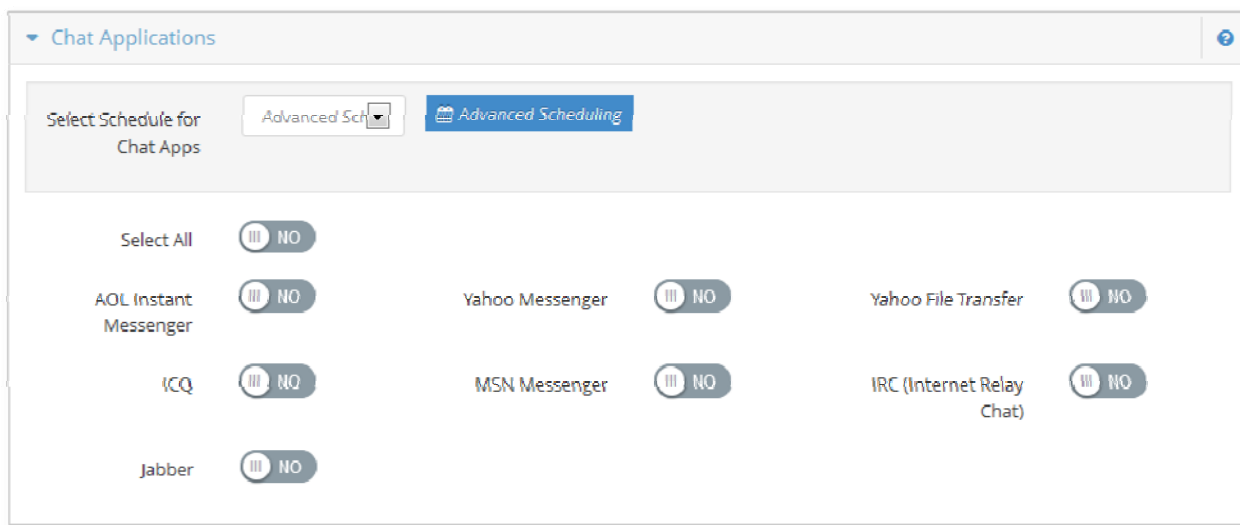 Chat Applications
Select Schedule for
Chat Apps
Advanced Sch
Advanced Scheduling
Select All
NO
AOL Instant
Messenger
NO
Yahoo Messenger
NO
Yahoo File Transfer
NO
ICQ
NO
MSN Messenger
NO
IRC (Internet Relay
Chat)
NO
Jabber
NO